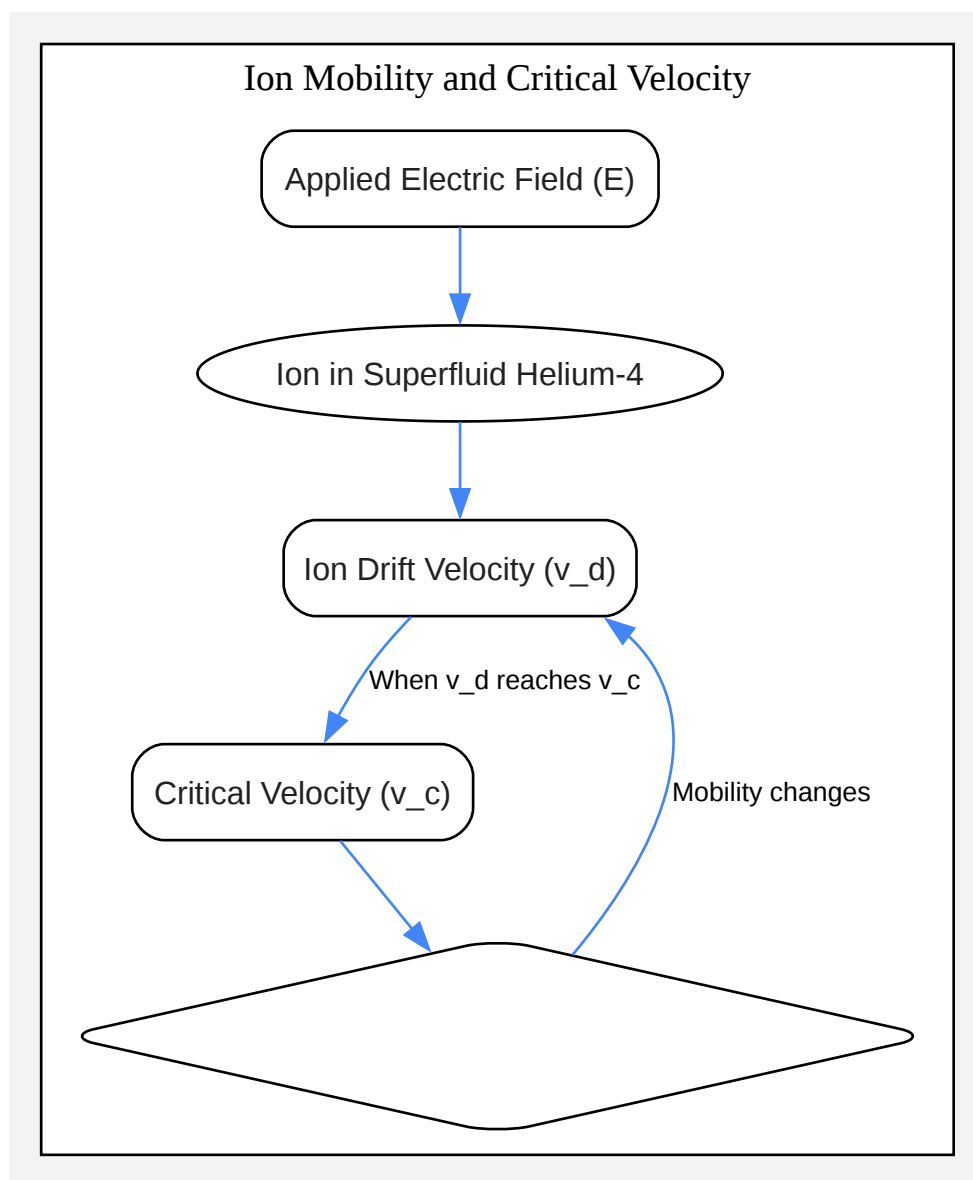 Ion Mobility and Critical Velocity
Applied Electric Field (E)
Ion in Superfluid Helium-4
Ion Drift Velocity (v_d)
When v_d reaches v_c
Critical Velocity (v_c)
Mobility changes